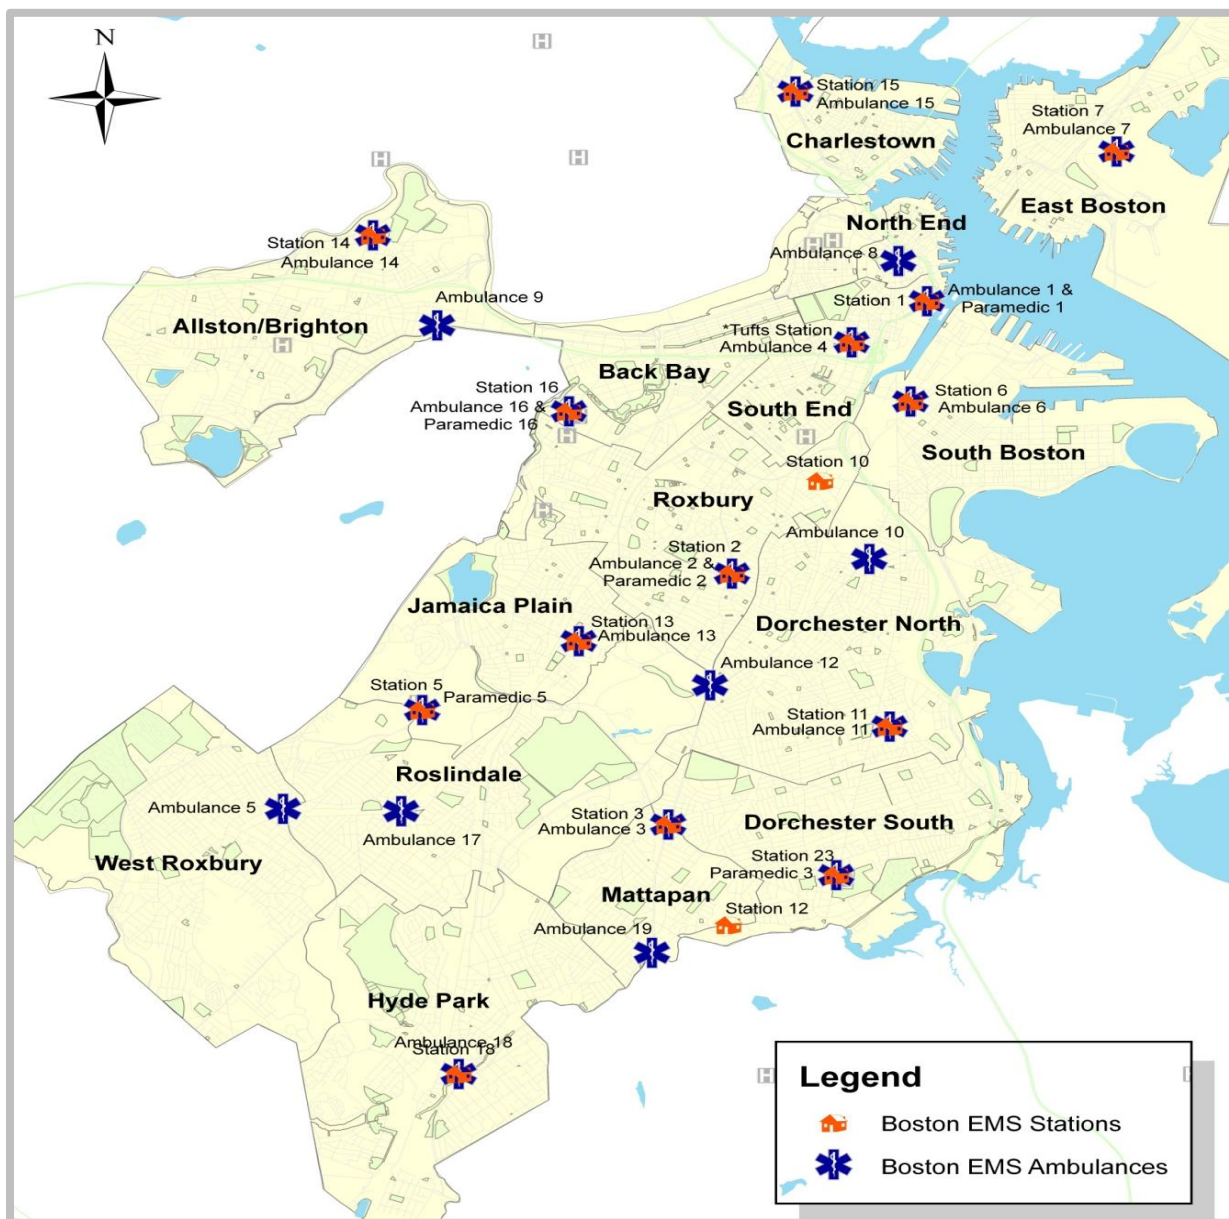 N
Station 15
Ambulance 15
Charlestown
Station 7
Ambulance 7
East Boston
North End
Ambulance 8
Station 1
Ambulance 1 &
Paramedic 1
Station 14
Ambulance 14
Ambulance 9
Allston/Brighton
*Tufts Station
Ambulance 4
Back Bay
Station 16
Ambulance 16 &
Paramedic 16
South End
Station 6
Ambulance 6
South Boston
Station 10
Roxbury
Ambulance 10
Station 2
Ambulance 2 &
Paramedic 2
Jamaica Plain
Station 13
Ambulance 13
Dorchester North
Ambulance 12
Station 5
Paramedic 5
Station 11
Ambulance 11
Roslindale
Ambulance 5
Ambulance 17
West Roxbury
Station 3
Ambulance 3
Dorchester South
Station 23
Paramedic 3
Mattapan
Station 12
Ambulance 19
Hyde Park
Ambulance 18
Station 18
H
H
H
H
H
H
H
H
H
H
H
Legend
Boston EMS Stations
Boston EMS Ambulances